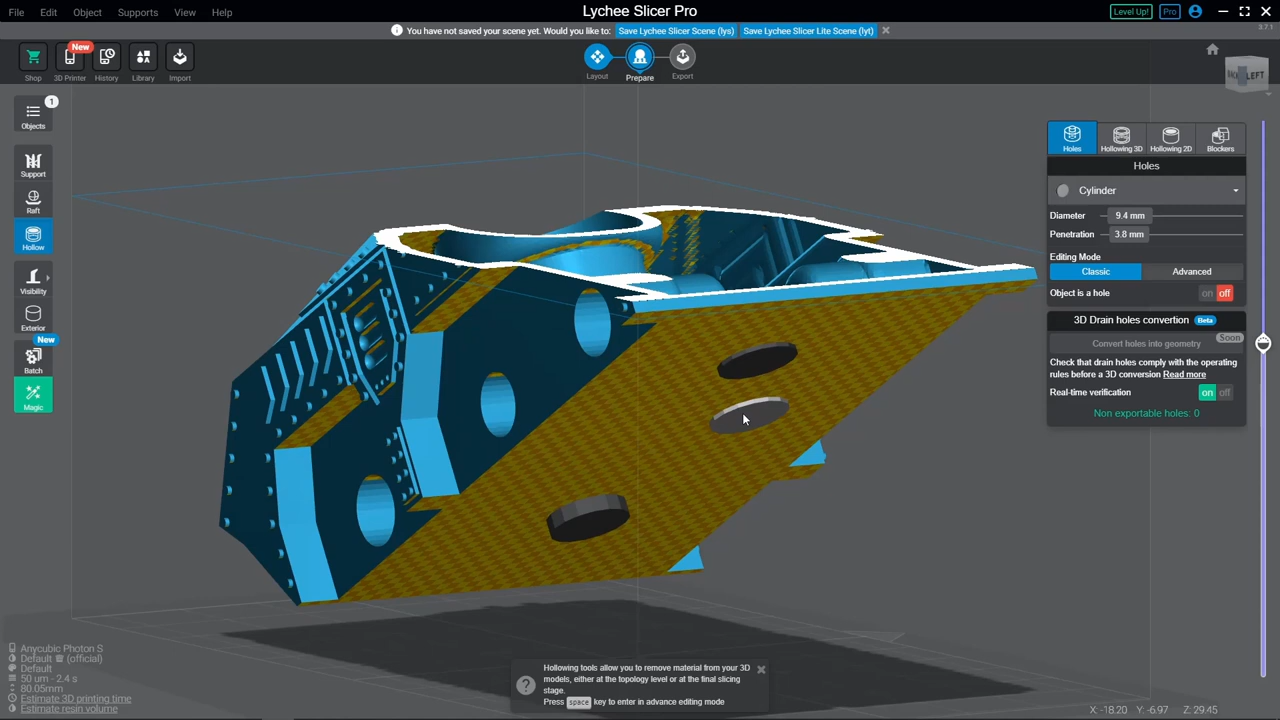 File Edit Object Supports View Help
Lychee Slicer Pro
Level Up! Pro
You have not saved your scene yet. Would you like to: Save Lychee Slicer Scene (lys) Save Lychee Slicer Lite Scene (lyt)
3.7.1
New
Shop 3D Printer History Library Import
Layout Prepare Export
LEFT
1
Objects
Support
Raft
Hollow
Visibility
Exterior
New
Batch
Magic
Holes Hollowing 3D Hollowing 2D Blockers
Holes
Cylinder
Diameter 9.4 mm
Penetration 3.8 mm
Editing Mode
Classic Advanced
Object is a hole on off
3D Drain holes convertion Beta
Convert holes into geometry Soon
Check that drain holes comply with the operating
rules before a 3D conversion Read more
Real-time verification on off
Non exportable holes: 0
Anycubic Photon S
Default (official)
Default
50 um - 2.4 s
80.05mm
Estimate 3D printing time
Estimate resin volume
Hollowing tools allow you to remove material from your 3D
models, either at the topology level or at the final slicing
stage.
Press space key to enter in advance editing mode
X: -18.20 Y: -6.97 Z: 29.45